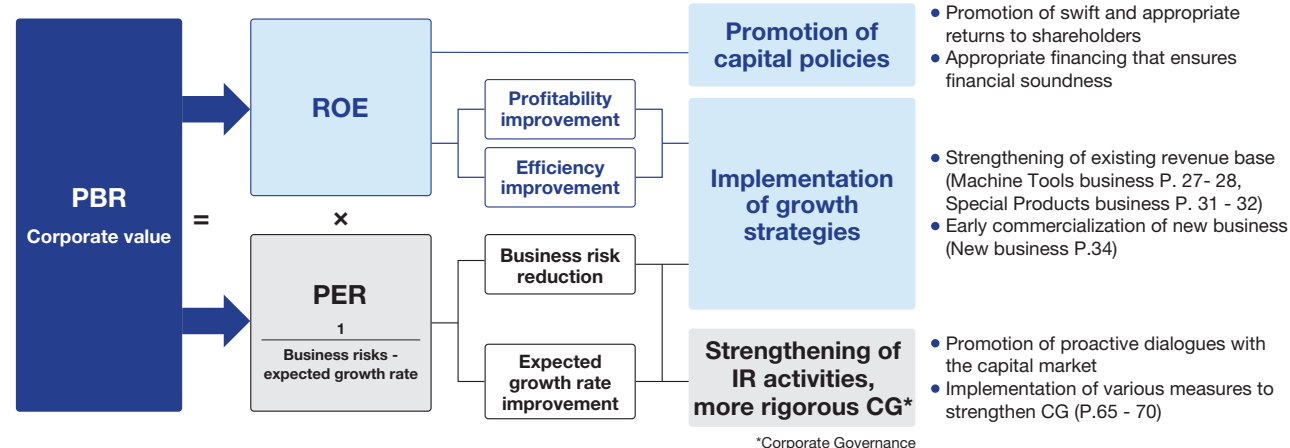 PBR
Corporate value
=
ROE
×
PER
1
Business risks -
expected growth rate
Profitability
improvement
Efficiency
improvement
Business risk
reduction
Expected
growth rate
improvement
Promotion of
capital policies
Implementation
of growth
strategies
Strengthening of
IR activities,
more rigorous CG*
● Promotion of swift and appropriate
returns to shareholders
● Appropriate financing that ensures
financial soundness
● Strengthening of existing revenue base
(Machine Tools business P. 27- 28,
Special Products business P. 31 - 32)
● Early commercialization of new business
(New business P.34)
● Promotion of proactive dialogues with
the capital market
● Implementation of various measures to
strengthen CG (P.65 - 70)
*Corporate Governance